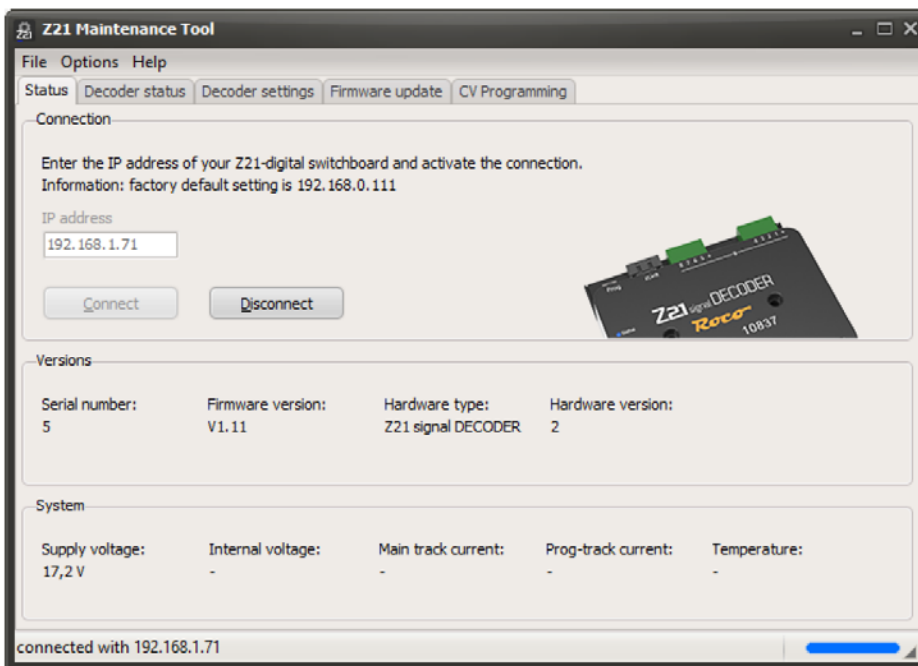 Z21 Maintenance Tool
File Options Help
Status Decoder status Decoder settings Firmware update CV Programming
Connection
Enter the IP address of your Z21-digital switchboard and activate the connection.
Information: factory default setting is 192.168.0.111
IP address
192.168.1.71
Connect Disconnect
Prog
Z21 signal DECODER
Roco 10837
Versions
Serial number: Firmware version: Hardware type: Hardware version:
5 V1.11 Z21 signal DECODER 2
System
Supply voltage: Internal voltage: Main track current: Prog-track current: Temperature:
17,2 V - - - -
connected with 192.168.1.71